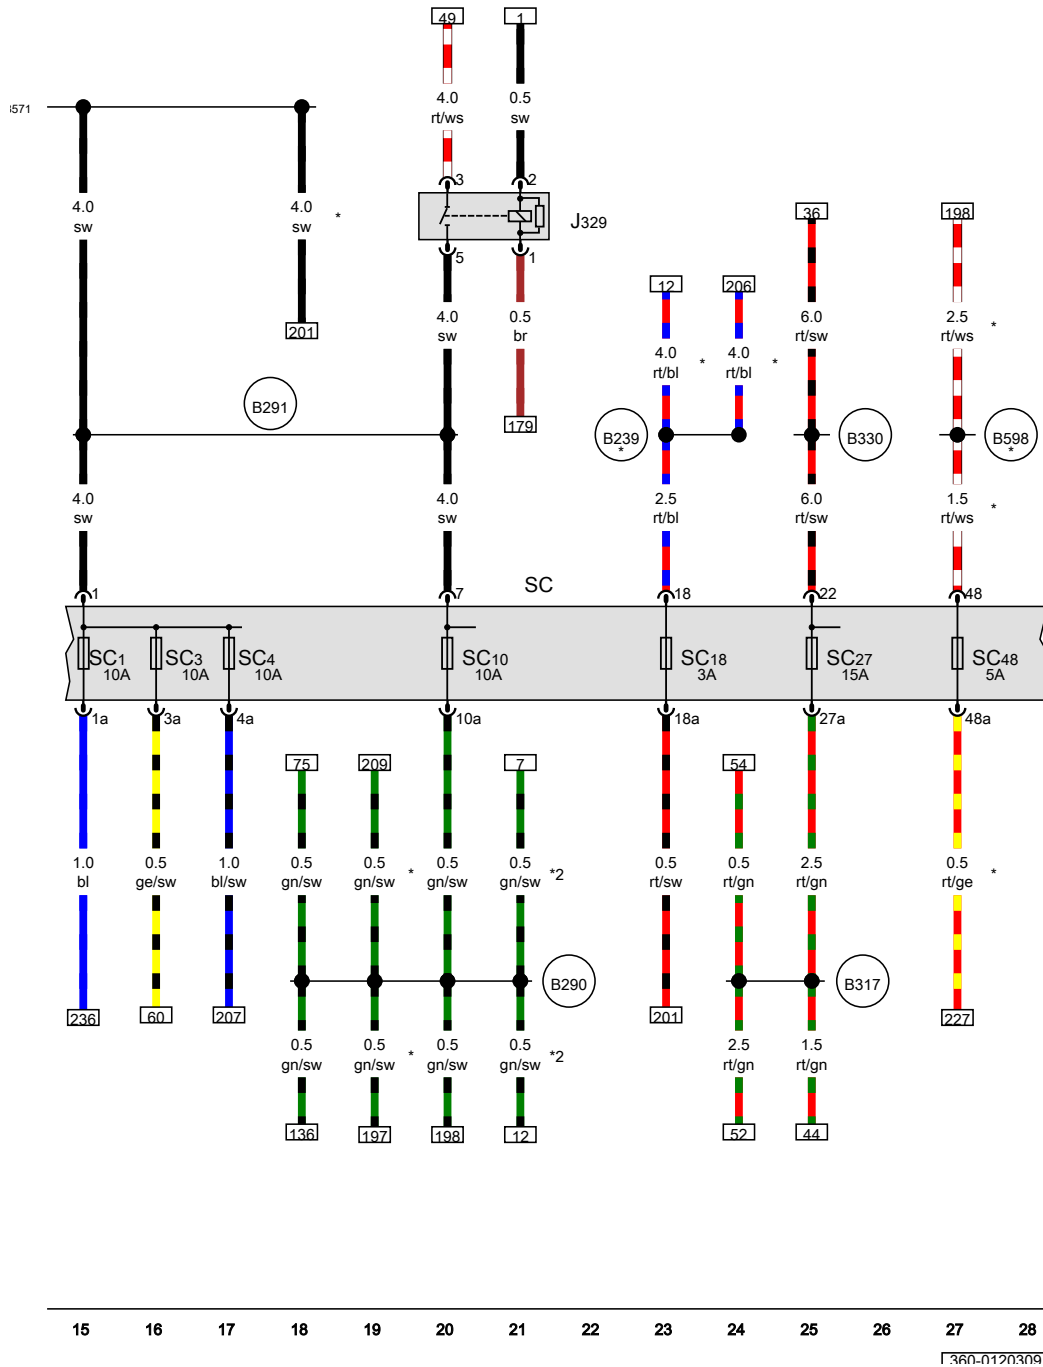 49 1
3571
4.0 0.5
rt/ws sw
3 2
4.0 4.0 *
sw sw
J329
36 198
5 1
12 206
201
4.0 0.5 6.0 2.5 *
sw br rt/sw rt/ws
4.0 * 4.0 *
rt/bl rt/bl
B291
179
B239 * B330 B598 *
4.0 4.0 2.5 6.0 1.5 *
sw sw rt/bl rt/sw rt/ws
SC
1 7 18 22 48
SC1 SC3 SC4 SC10 SC18 SC27 SC48
10A 10A 10A 10A 3A 15A 5A
1a 3a 4a 10a 18a 27a 48a
75 209 7 54
1.0 0.5 1.0 0.5 0.5 0.5 0.5 0.5 0.5 2.5 0.5
bl ge/sw bl/sw gn/sw gn/sw * gn/sw gn/sw *2 rt/sw rt/gn rt/gn rt/ge *
B290 B317
236 60 207 201 227
0.5 0.5 0.5 0.5 2.5 1.5
gn/sw gn/sw * gn/sw gn/sw *2 rt/gn rt/gn
136 197 198 12 52 44
15 16 17 18 19 20 21 22 23 24 25 26 27 28
360-0120309